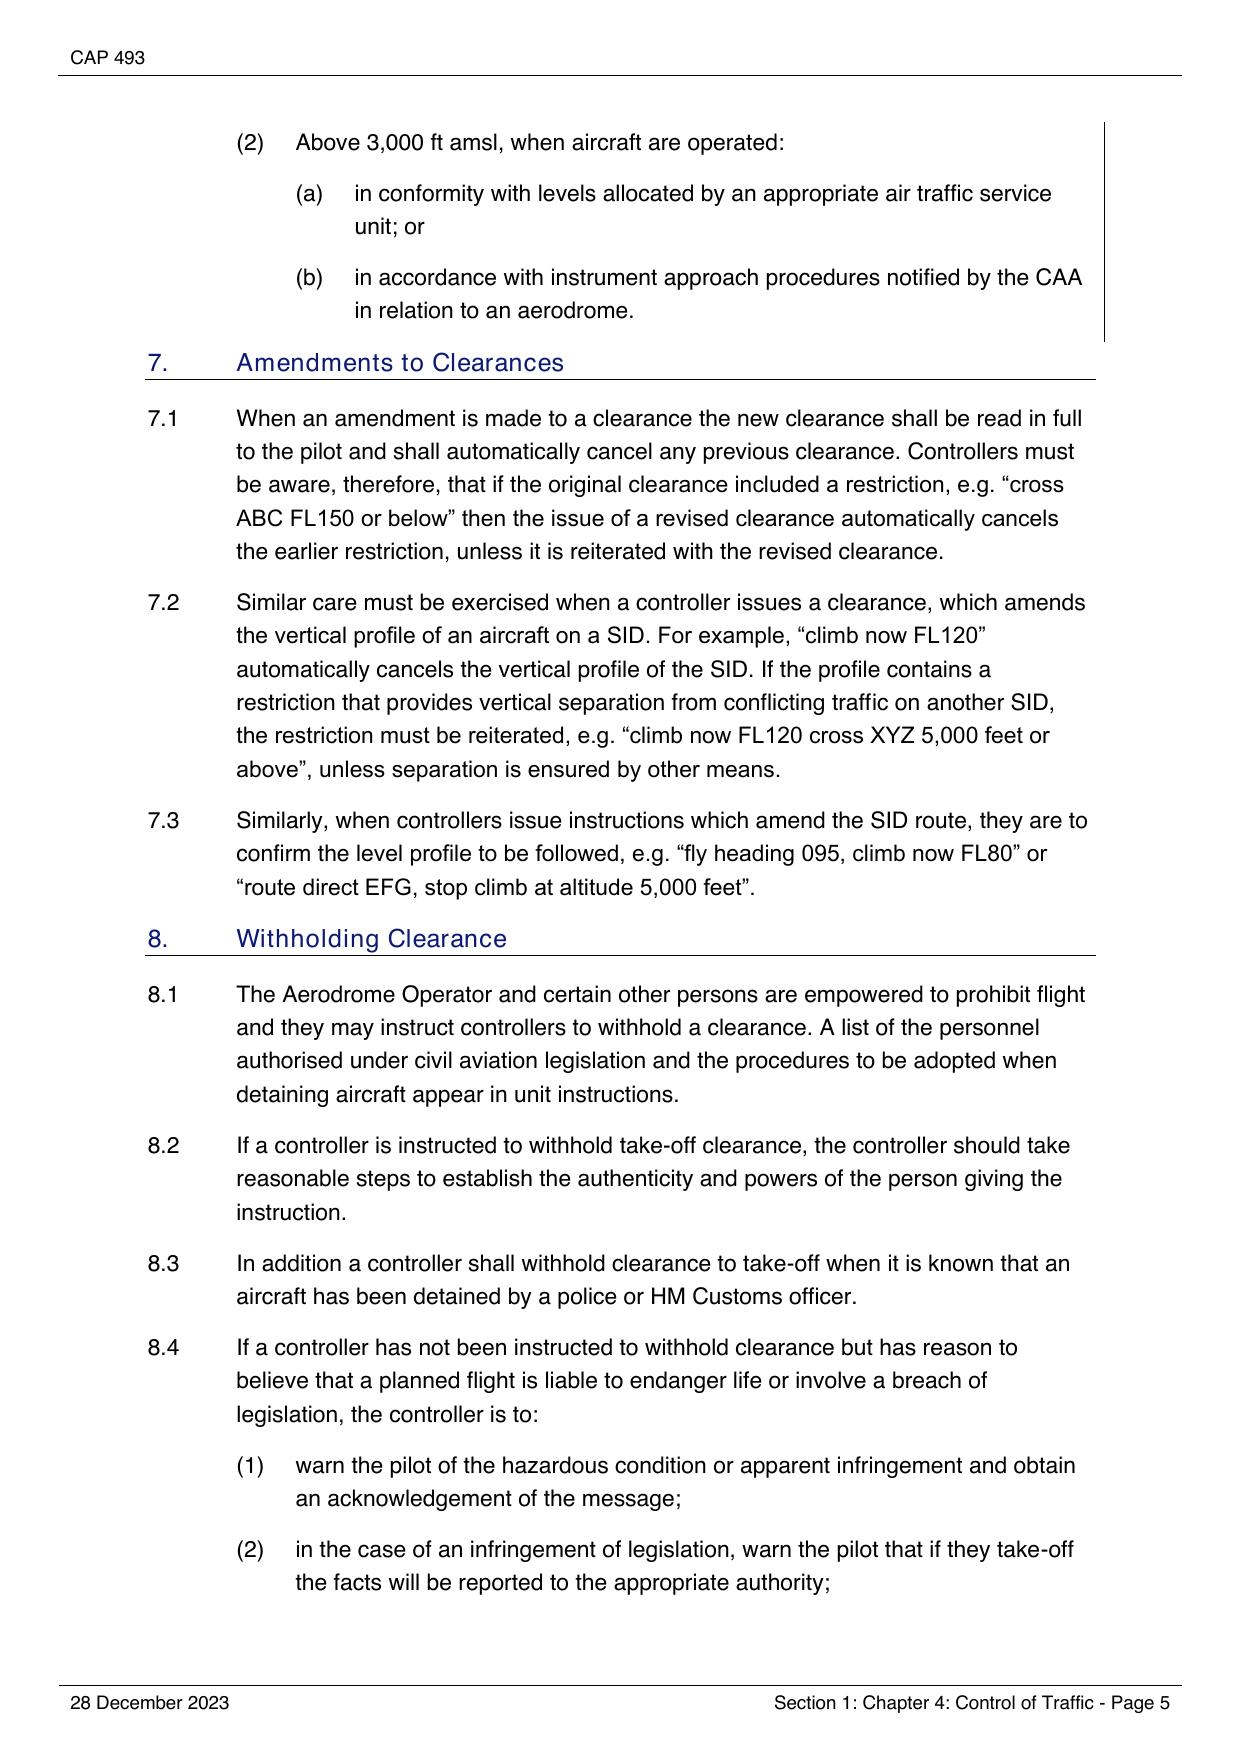 CAP 493
(2) Above 3,000 ft amsl, when aircraft are operated:
(a) in conformity with levels allocated by an appropriate air traffic service
unit; or
(b) in accordance with instrument approach procedures notified by the CAA
in relation to an aerodrome.
7. Amendments to Clearances
7.1 When an amendment is made to a clearance the new clearance shall be read in full
to the pilot and shall automatically cancel any previous clearance. Controllers must
be aware, therefore, that if the original clearance included a restriction, e.g. “cross
ABC FL150 or below” then the issue of a revised clearance automatically cancels
the earlier restriction, unless it is reiterated with the revised clearance.
7.2 Similar care must be exercised when a controller issues a clearance, which amends
the vertical profile of an aircraft on a SID. For example, “climb now FL120”
automatically cancels the vertical profile of the SID. If the profile contains a
restriction that provides vertical separation from conflicting traffic on another SID,
the restriction must be reiterated, e.g. “climb now FL120 cross XYZ 5,000 feet or
above”, unless separation is ensured by other means.
7.3 Similarly, when controllers issue instructions which amend the SID route, they are to
confirm the level profile to be followed, e.g. “fly heading 095, climb now FL80” or
“route direct EFG, stop climb at altitude 5,000 feet”.
8. Withholding Clearance
8.1 The Aerodrome Operator and certain other persons are empowered to prohibit flight
and they may instruct controllers to withhold a clearance. A list of the personnel
authorised under civil aviation legislation and the procedures to be adopted when
detaining aircraft appear in unit instructions.
8.2 If a controller is instructed to withhold take-off clearance, the controller should take
reasonable steps to establish the authenticity and powers of the person giving the
instruction.
8.3 In addition a controller shall withhold clearance to take-off when it is known that an
aircraft has been detained by a police or HM Customs officer.
8.4 If a controller has not been instructed to withhold clearance but has reason to
believe that a planned flight is liable to endanger life or involve a breach of
legislation, the controller is to:
(1) warn the pilot of the hazardous condition or apparent infringement and obtain
an acknowledgement of the message;
(2) in the case of an infringement of legislation, warn the pilot that if they take-off
the facts will be reported to the appropriate authority;
28 December 2023 Section 1: Chapter 4: Control of Traffic - Page 5